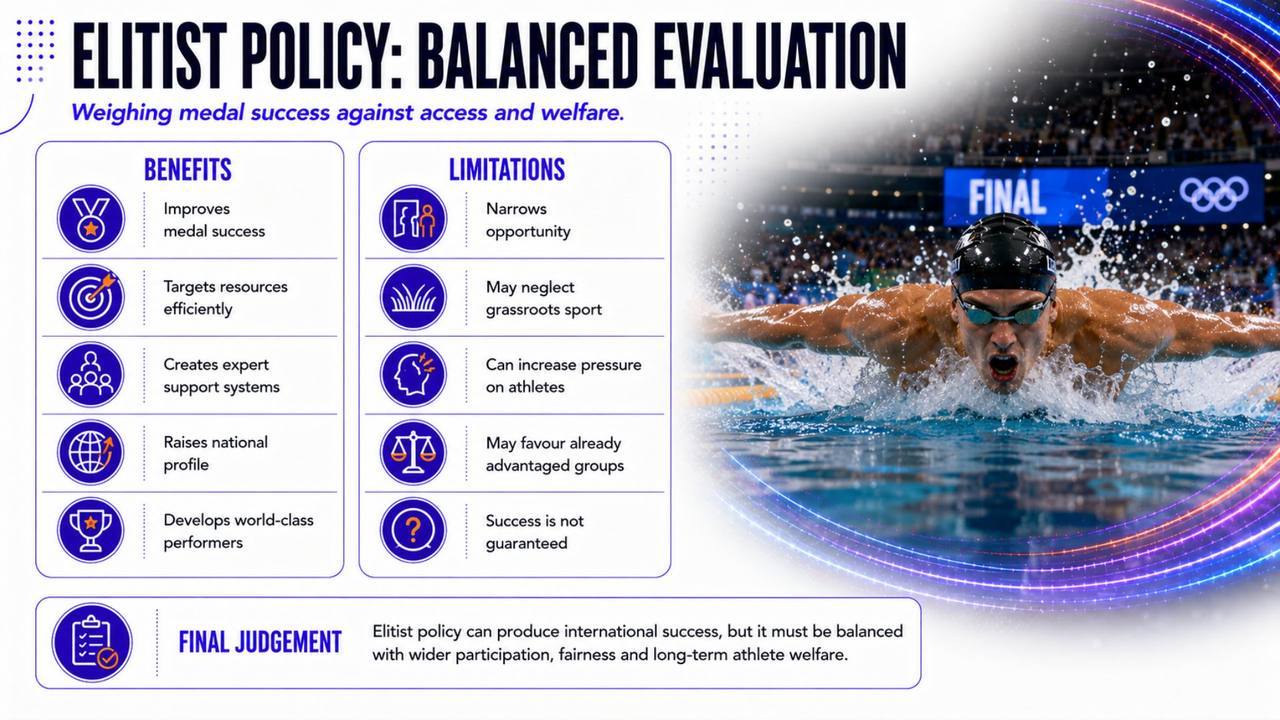 ELITIST POLICY: BALANCED EVALUATION
Weighing medal success against access and welfare.
BENEFITS
Improves
medal success
Targets resources
efficiently
Creates expert
support systems
Raises national
profile
Develops world-class
performers
LIMITATIONS
Narrows
opportunity
May neglect
grassroots sport
Can increase pressure
on athletes
May favour already
advantaged groups
?
Success is not
guaranteed
FINAL
FINAL JUDGEMENT
Elitist policy can produce international success, but it must be balanced
with wider participation, fairness and long-term athlete welfare.